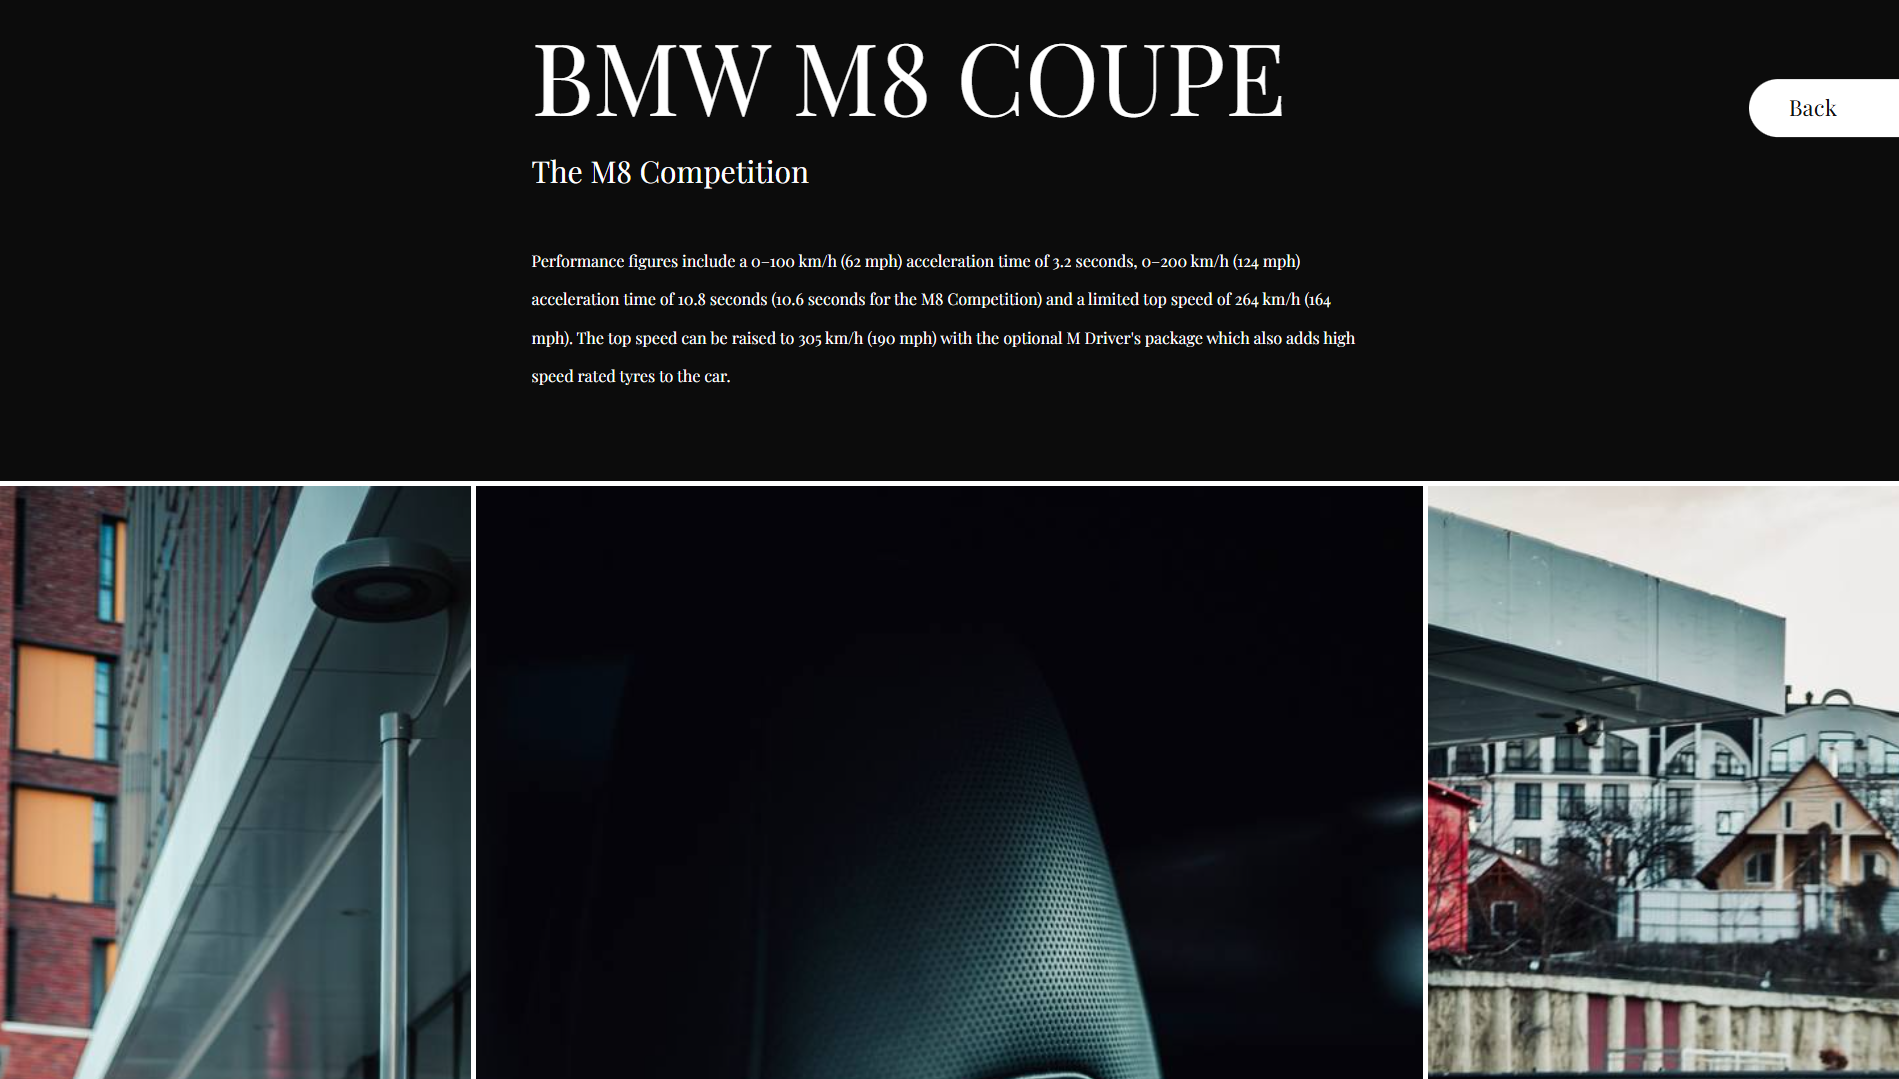 BMW M8 COUPE
Back
The M8 Competition
Performance figures include a 0–100 km/h (62 mph) acceleration time of 3.2 seconds, 0–200 km/h (124 mph)
acceleration time of 10.8 seconds (10.6 seconds for the M8 Competition) and a limited top speed of 264 km/h (164
mph). The top speed can be raised to 305 km/h (190 mph) with the optional M Driver's package which also adds high
speed rated tyres to the car.